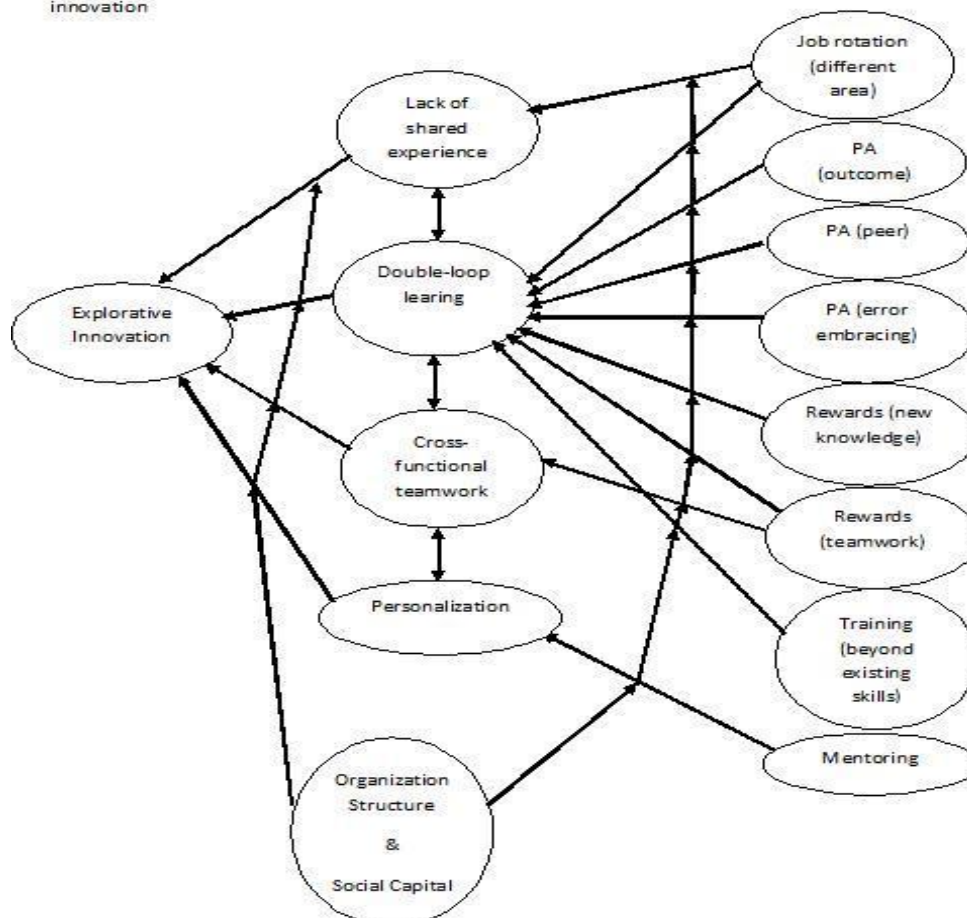 innovation
Job rotation
(different
area)
Lack of
shared
experience
PA
(outcome)
PA (peer)
Double-loop
learing
Explorative
Innovation
PA (error
embracing)
Rewards (new
knowledge)
Cross-
functional
teamwork
Rewards
(teamwork)
Personalization
Training
(beyond
existing
skills)
Mentoring
Organization
Structure
&
Social Capital